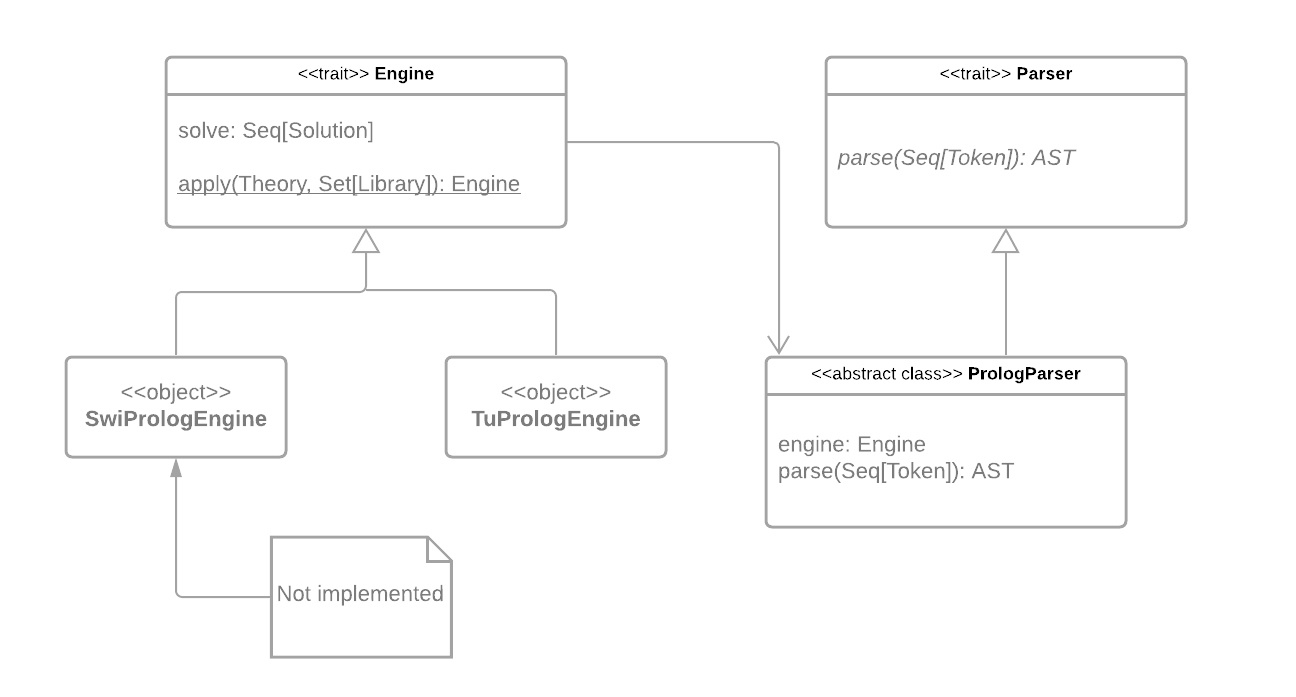 <<trait>> Engine
solve: Seq[Solution]
apply(Theory, Set[Library]): Engine
<<trait>> Parser
parse(Seq[Token]): AST
<<object>>
SwiPrologEngine
<<object>>
TuPrologEngine
<<abstract class>> PrologParser
engine: Engine
parse(Seq[Token]): AST
Not implemented